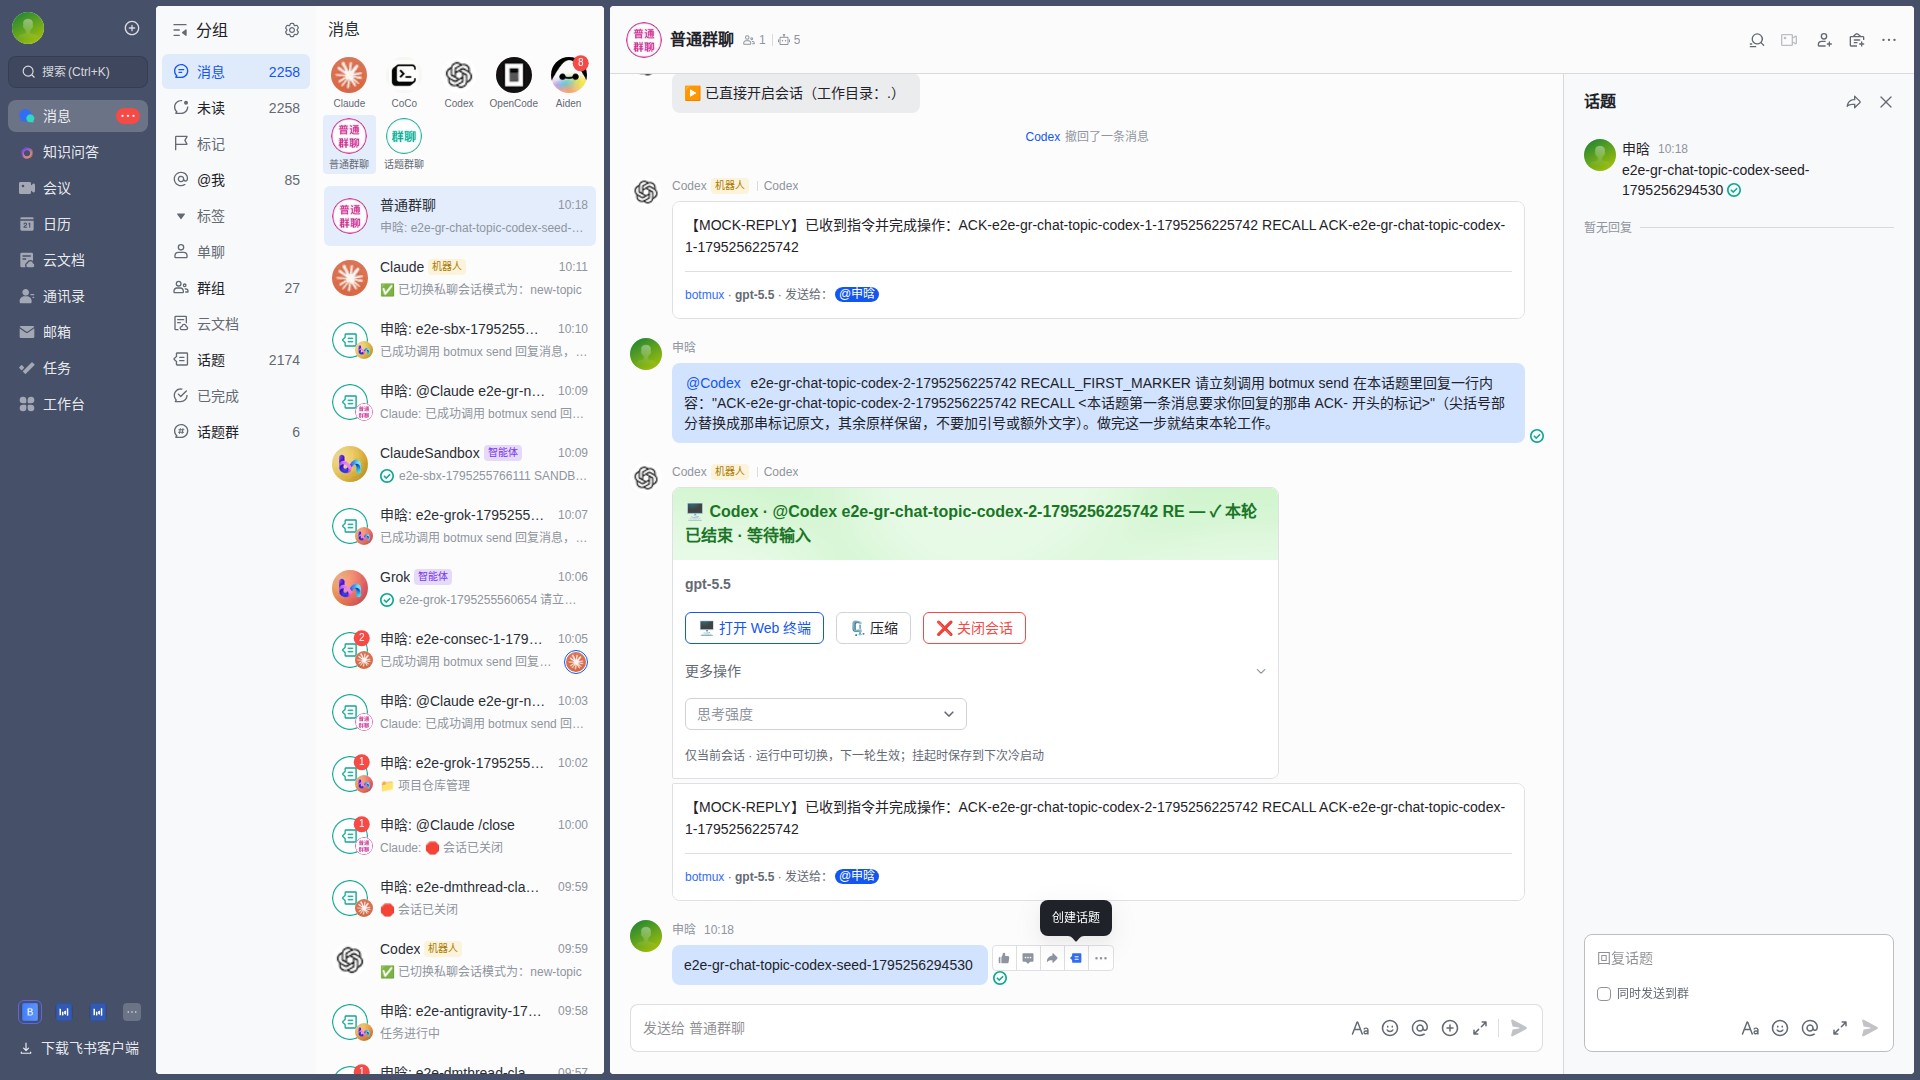 搜索 (Ctrl+K)
消息
知识问答
会议
日历
云文档
通讯录
邮箱
任务
工作台
下载飞书客户端
分组
消息 2258
未读 2258
标记
@我 85
标签
单聊
群组 27
云文档
话题 2174
已完成
话题群 6
消息
Claude
CoCo
Codex
OpenCode
8
Aiden
普通群聊
普通群聊
群聊
话题群聊
普通群聊
普通群聊 10:18
申晗: e2e-gr-chat-topic-codex-seed-…
Claude 机器人 10:11
✅ 已切换私聊会话模式为：new-topic
申晗: e2e-sbx-1795255… 10:10
已成功调用 botmux send 回复消息，…
申晗: @Claude e2e-gr-n… 10:09
Claude: 已成功调用 botmux send 回…
ClaudeSandbox 智能体 10:09
e2e-sbx-1795255766111 SANDB…
申晗: e2e-grok-1795255… 10:07
已成功调用 botmux send 回复消息，…
Grok 智能体 10:06
e2e-grok-1795255560654 请立…
2
申晗: e2e-consec-1-179… 10:05
已成功调用 botmux send 回复…
申晗: @Claude e2e-gr-n… 10:03
Claude: 已成功调用 botmux send 回…
1
申晗: e2e-grok-1795255… 10:02
📁 项目仓库管理
1
申晗: @Claude /close 10:00
Claude: 🛑 会话已关闭
申晗: e2e-dmthread-cla… 09:59
🛑 会话已关闭
Codex 机器人 09:59
✅ 已切换私聊会话模式为：new-topic
申晗: e2e-antigravity-17… 09:58
任务进行中
1
申晗: e2e-dmthread-cla… 09:57
普通群聊
普通群聊 1 5
▶️ 已直接开启会话（工作目录：.）
Codex 撤回了一条消息
Codex 机器人 | Codex
【MOCK-REPLY】已收到指令并完成操作：ACK-e2e-gr-chat-topic-codex-1-1795256225742 RECALL ACK-e2e-gr-chat-topic-codex-
1-1795256225742
botmux · gpt-5.5 · 发送给： @申晗
申晗
@Codex e2e-gr-chat-topic-codex-2-1795256225742 RECALL_FIRST_MARKER 请立刻调用 botmux send 在本话题里回复一行内
容："ACK-e2e-gr-chat-topic-codex-2-1795256225742 RECALL <本话题第一条消息要求你回复的那串 ACK- 开头的标记>"（尖括号部
分替换成那串标记原文，其余原样保留，不要加引号或额外文字）。做完这一步就结束本轮工作。
Codex 机器人 | Codex
🖥️ Codex · @Codex e2e-gr-chat-topic-codex-2-1795256225742 RE — ✓ 本轮
已结束 · 等待输入
gpt-5.5
🖥️ 打开 Web 终端
🗜️ 压缩
❌ 关闭会话
更多操作
思考强度
仅当前会话 · 运行中可切换，下一轮生效；挂起时保存到下次冷启动
【MOCK-REPLY】已收到指令并完成操作：ACK-e2e-gr-chat-topic-codex-2-1795256225742 RECALL ACK-e2e-gr-chat-topic-codex-
1-1795256225742
botmux · gpt-5.5 · 发送给： @申晗
创建话题
申晗 10:18
e2e-gr-chat-topic-codex-seed-1795256294530
发送给 普通群聊
Aa
话题
申晗 10:18
e2e-gr-chat-topic-codex-seed-
1795256294530
暂无回复
回复话题
同时发送到群
Aa